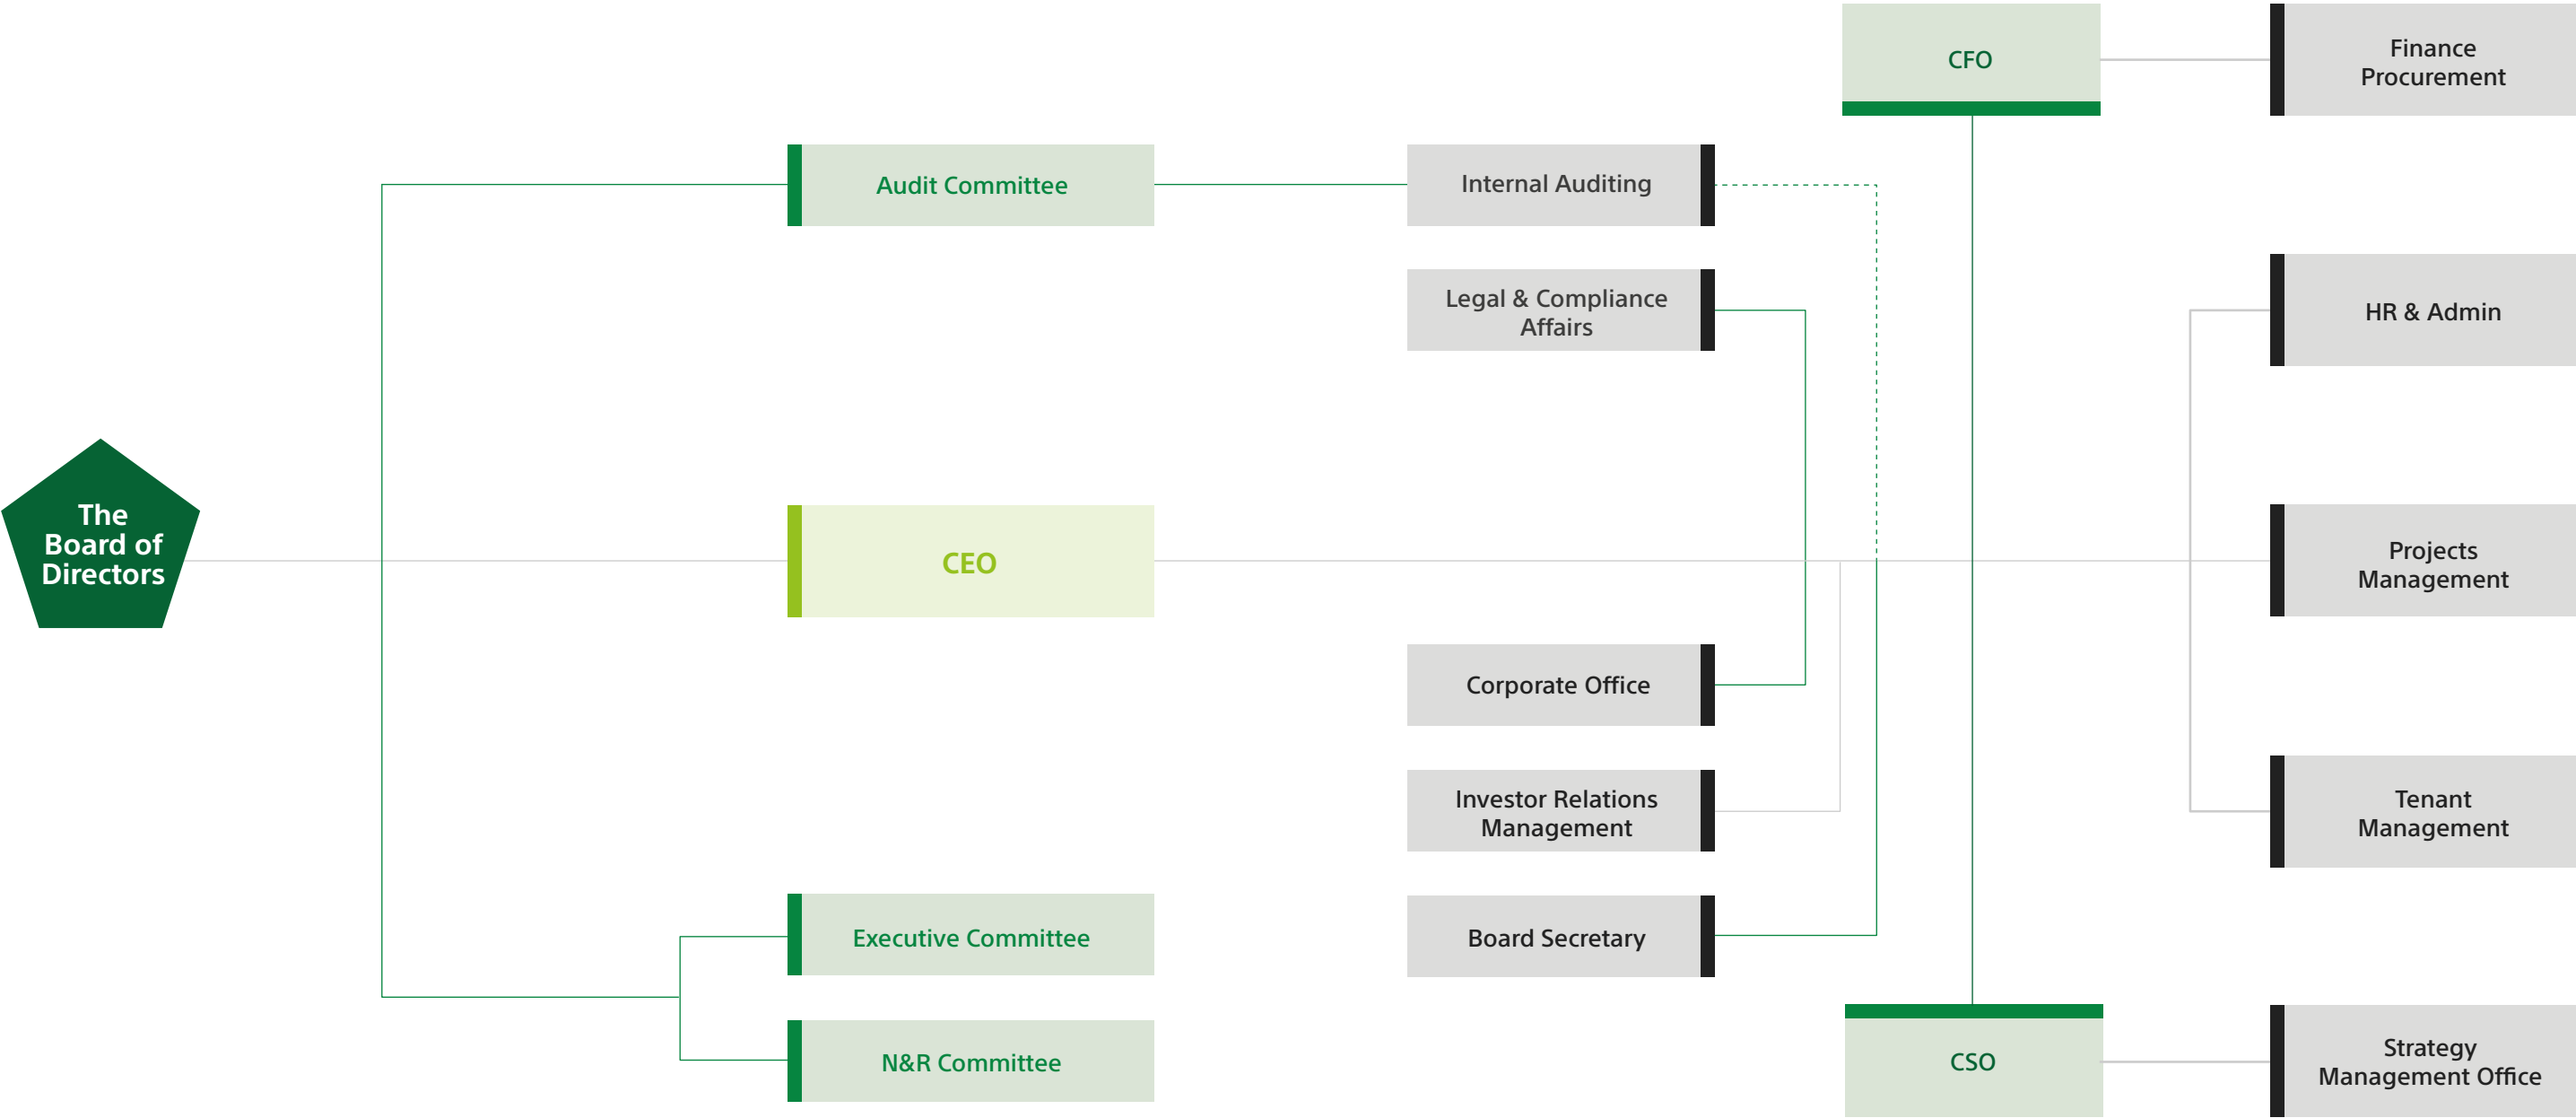 The
Board of
Directors
Audit Committee
CEO
Executive Committee
N&R Committee
Internal Auditing
Legal & Compliance
Affairs
Corporate Office
Investor Relations
Management
Board Secretary
CFO
CSO
Finance
Procurement
HR & Admin
Projects
Management
Tenant
Management
Strategy
Management Office